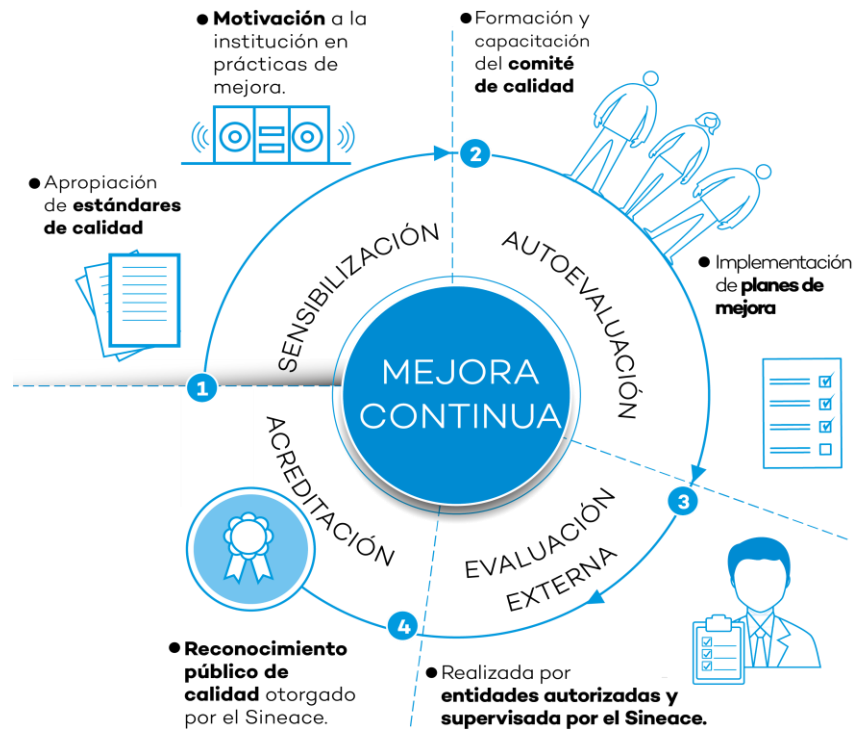 ● Motivación a la
institución en
prácticas de
mejora.
● Formación y
capacitación
del comité
de calidad
● Apropiación
de estándares
de calidad
● Implementación
de planes de
mejora
1
2
3
4
SENSIBILIZACIÓN
AUTOEVALUACIÓN
EVALUACIÓN
EXTERNA
ACREDITACIÓN
MEJORA
CONTINUA
● Reconocimiento
público de
calidad otorgado
por el Sineace.
● Realizada por
entidades autorizadas y
supervisada por el Sineace.